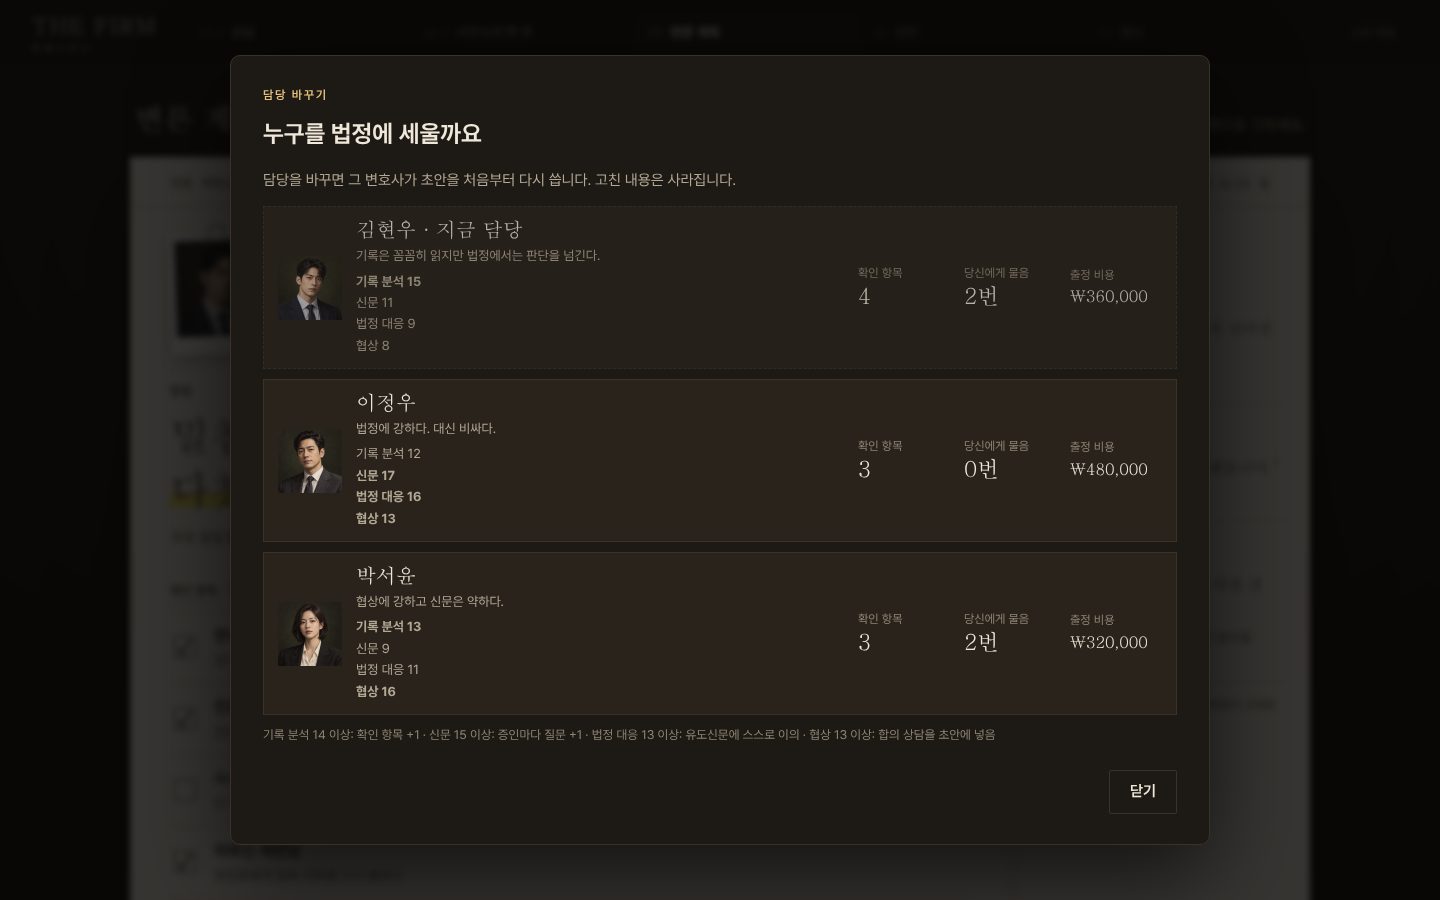 THE FIRM
담당 바꾸기
누구를 법정에 세울까요
담당을 바꾸면 그 변호사가 초안을 처음부터 다시 씁니다. 고친 내용은 사라집니다.
김현우 · 지금 담당
기록은 꼼꼼히 읽지만 법정에서는 판단을 넘긴다.
기록 분석 15
신문 11
법정 대응 9
협상 8
확인 항목
4
당신에게 물음
2번
출정 비용
₩360,000
이정우
법정에 강하다. 대신 비싸다.
기록 분석 12
신문 17
법정 대응 16
협상 13
확인 항목
3
당신에게 물음
0번
출정 비용
₩480,000
박서윤
협상에 강하고 신문은 약하다.
기록 분석 13
신문 9
법정 대응 11
협상 16
확인 항목
3
당신에게 물음
2번
출정 비용
₩320,000
기록 분석 14 이상: 확인 항목 +1 · 신문 15 이상: 증인마다 질문 +1 · 법정 대응 13 이상: 유도신문에 스스로 이의 · 협상 13 이상: 합의 상담을 초안에 넣음
닫기